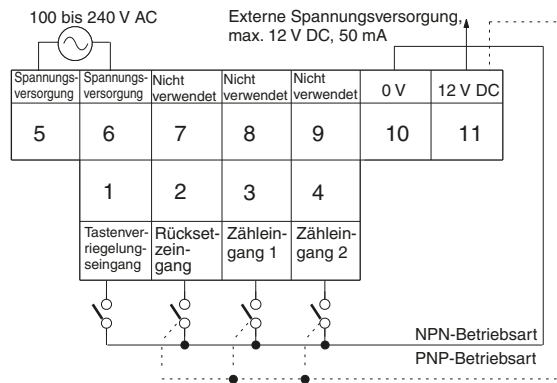 100 bis 240 V AC
Externe Spannungsversorgung,
max. 12 V DC, 50 mA
Spannungs-
versorgung
Spannungs-
versorgung
Nicht
verwendet
Nicht
verwendet
Nicht
verwendet
0 V
12 V DC
5
6
7
8
9
10
11
1
2
3
4
Tastenver-
riegelung-
seingang
Rückset-
zein-
gang
Zählein-
gang 1
Zählein-
gang 2
NPN-Betriebsart
PNP-Betriebsart